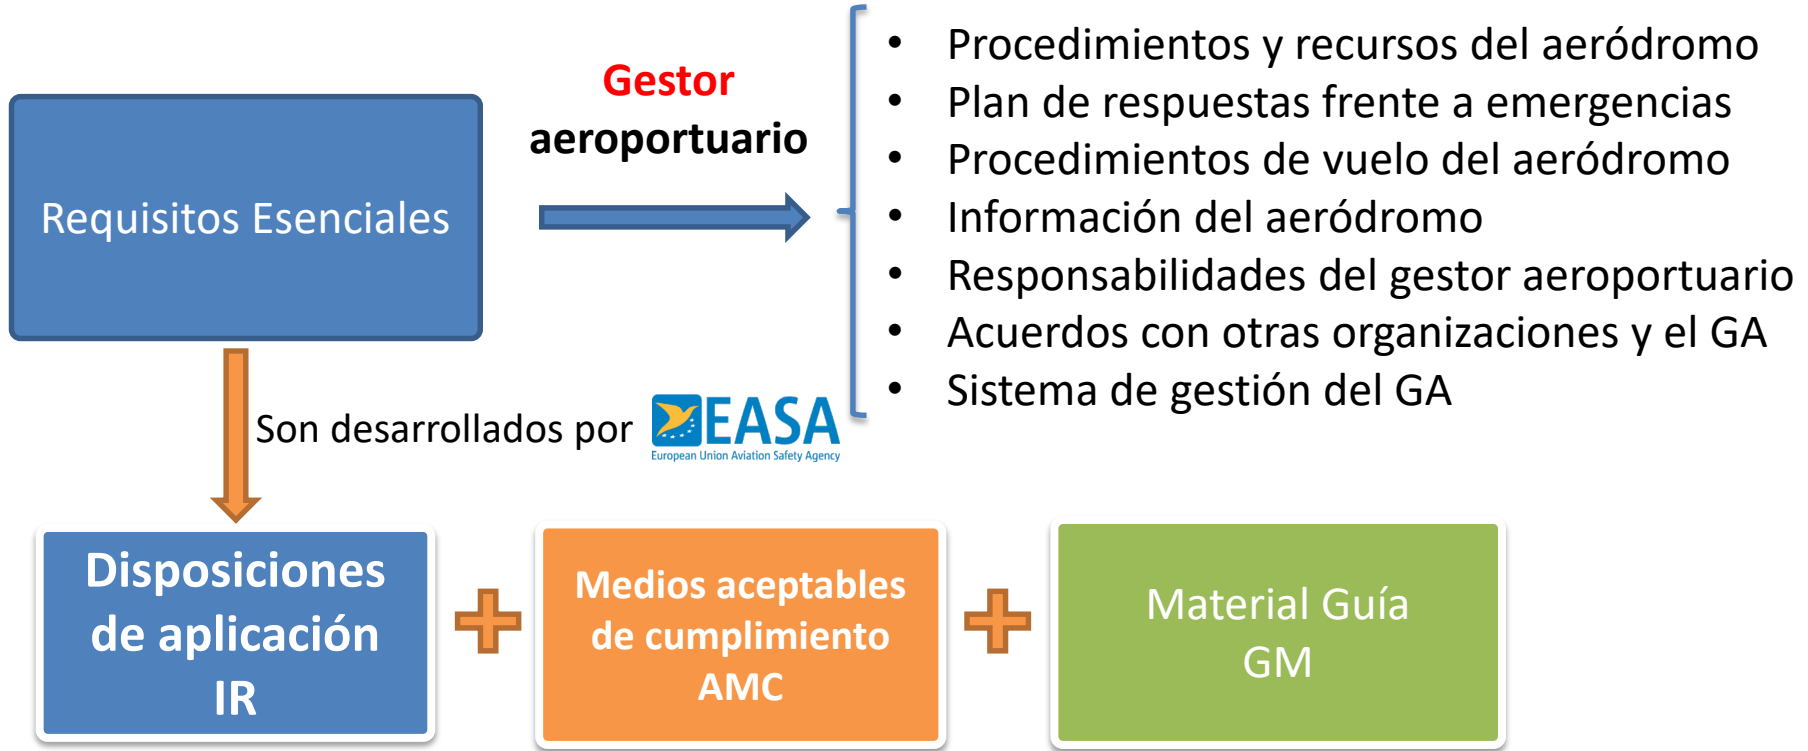 Requisitos Esenciales
Gestor
aeroportuario
• Procedimientos y recursos del aeródromo
• Plan de respuestas frente a emergencias
• Procedimientos de vuelo del aeródromo
• Información del aeródromo
• Responsabilidades del gestor aeroportuario
• Acuerdos con otras organizaciones y el GA
• Sistema de gestión del GA
Son desarrollados por
EASA
European Union Aviation Safety Agency
Disposiciones
de aplicación
IR
Medios aceptables
de cumplimiento
AMC
Material Guía
GM